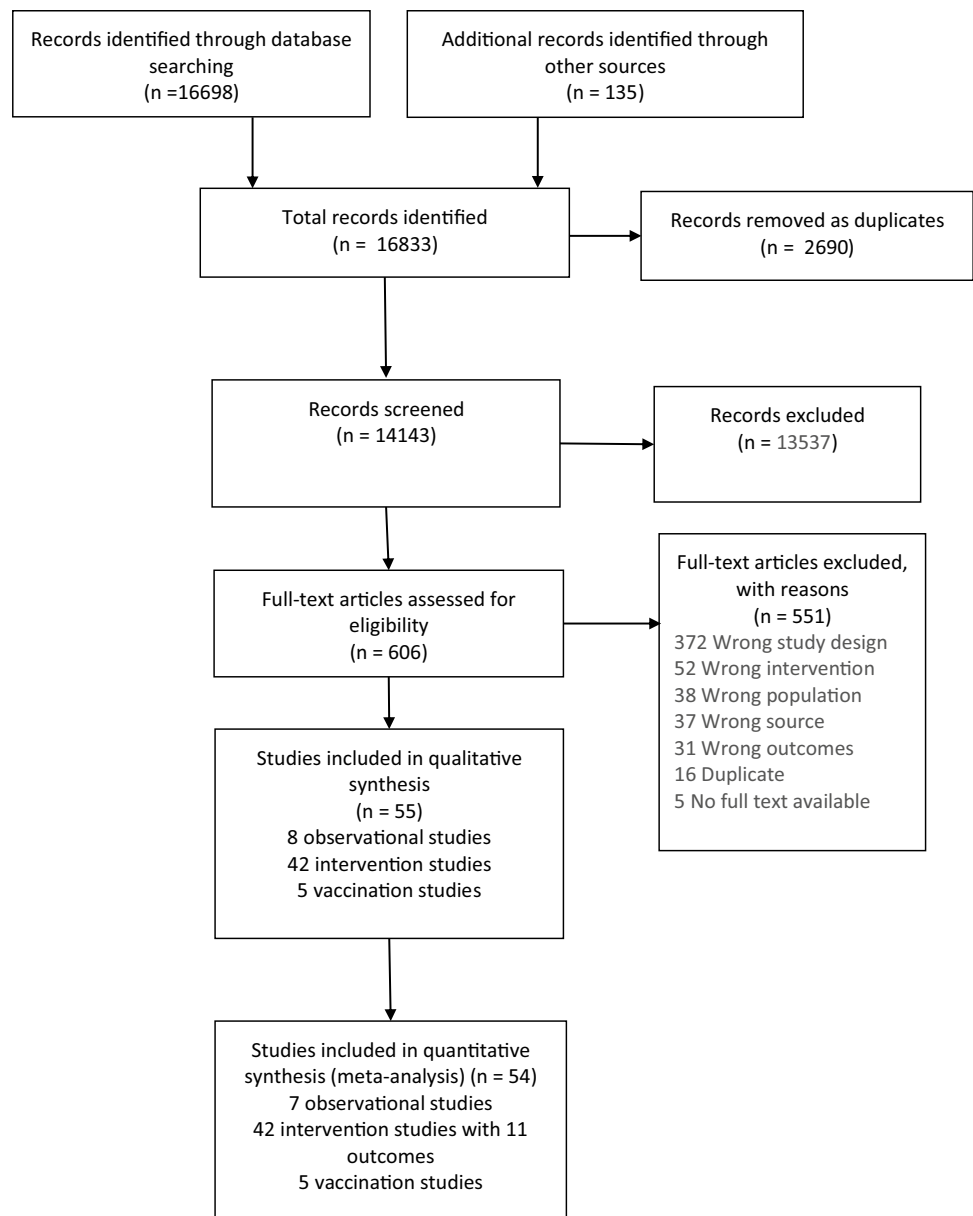 Records identified through database
searching
(n =16698)
Additional records identified through
other sources
(n = 135)
Total records identified
(n = 16833)
Records removed as duplicates
(n = 2690)
Records screened
(n = 14143)
Records excluded
(n = 13537)
Full-text articles assessed for
eligibility
(n = 606)
Full-text articles excluded,
with reasons
(n = 551)
372 Wrong study design
52 Wrong intervention
38 Wrong population
37 Wrong source
31 Wrong outcomes
16 Duplicate
5 No full text available
Studies included in qualitative
synthesis
(n = 55)
8 observational studies
42 intervention studies
5 vaccination studies
Studies included in quantitative
synthesis (meta-analysis) (n = 54)
7 observational studies
42 intervention studies with 11
outcomes
5 vaccination studies